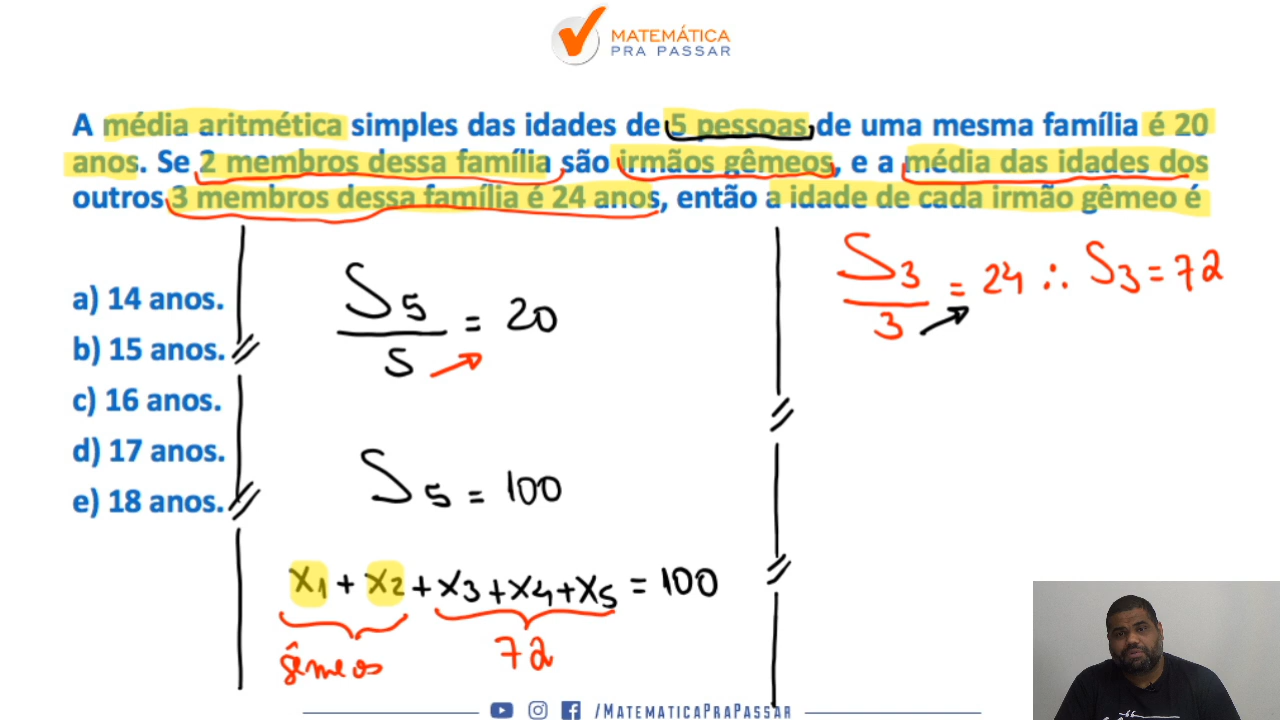 MATEMÁTICA
PRA PASSAR
A média aritmética simples das idades de 5 pessoas de uma mesma família é 20
anos. Se 2 membros dessa família são irmãos gêmeos, e a média das idades dos
outros 3 membros dessa família é 24 anos, então a idade de cada irmão gêmeo é
a) 14 anos.
b) 15 anos.
c) 16 anos.
d) 17 anos.
e) 18 anos.
S5/5 = 20
S5 = 100
x1 + x2 + x3 + x4 + x5 = 100
gêmeos
72
S3/3 = 24 ∴ S3 = 72
/MatematicaPraPassar